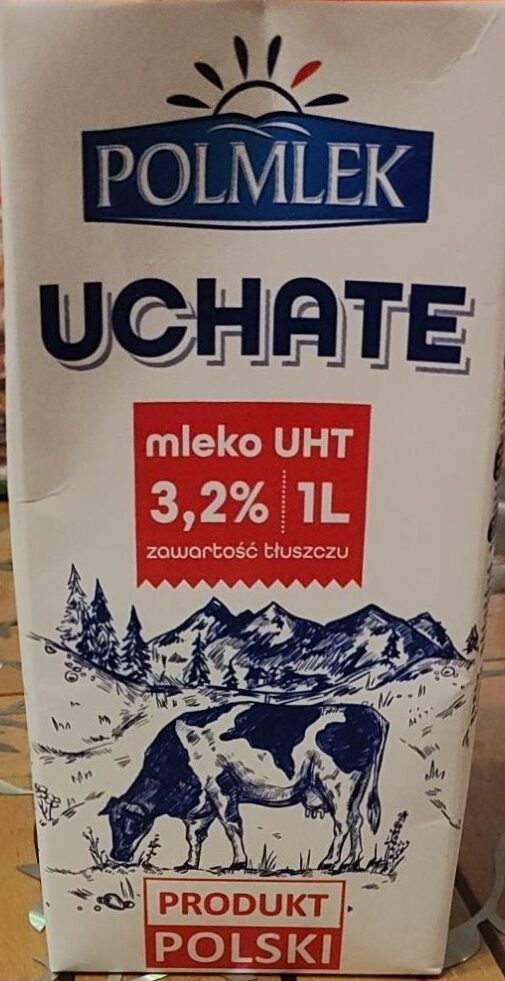 POLMLEK
UCHATE
mleko UHT
3,2% 1L
zawartość tłuszczu
PRODUKT
POLSKI